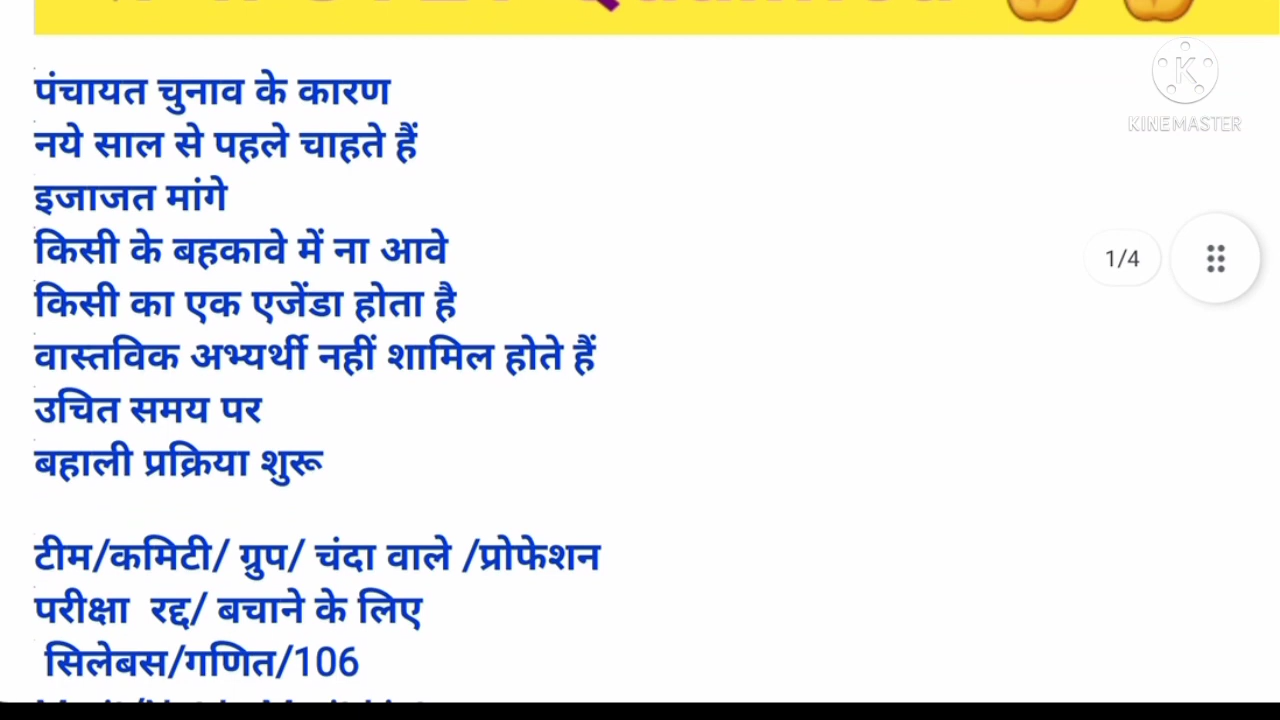 पंचायत चुनाव के कारण
नये साल से पहले चाहते हैं
इजाजत मांगे
किसी के बहकावे में ना आवे
किसी का एक एजेंडा होता है
वास्तविक अभ्यर्थी नहीं शामिल होते हैं
उचित समय पर
बहाली प्रक्रिया शुरू
टीम/कमिटी/ ग्रुप/ चंदा वाले /प्रोफेशन
परीक्षा रद्द/ बचाने के लिए
सिलेबस/गणित/106
K
KINEMASTER
1/4